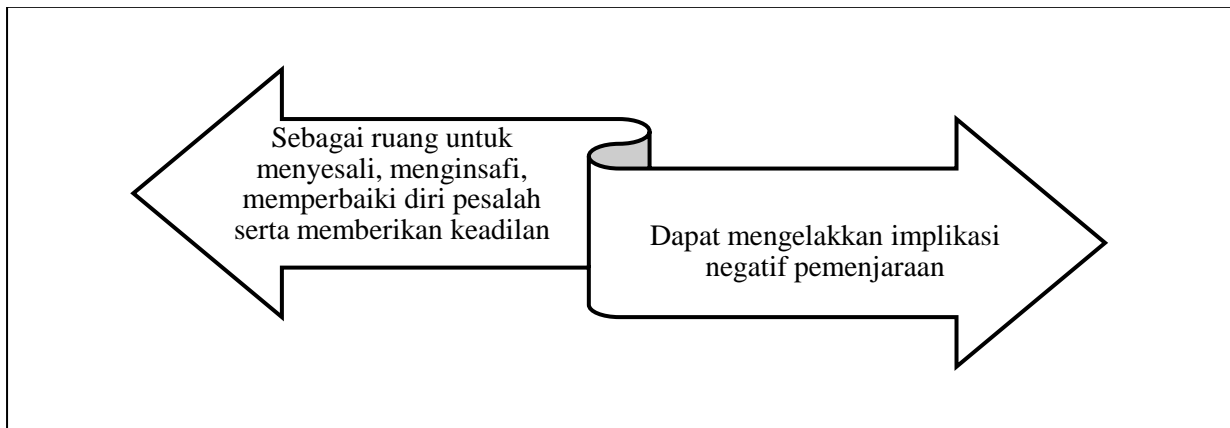 Sebagai ruang untuk
menyesali, menginsafi,
memperbaiki diri pesalah
serta memberikan keadilan
Dapat mengelakkan implikasi
negatif pemenjaraan